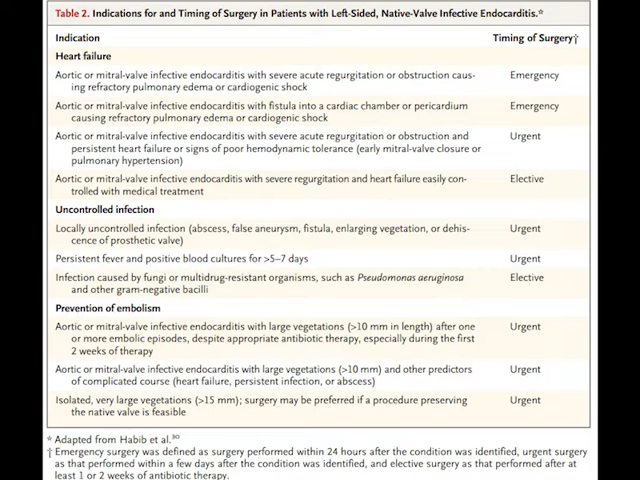 Table 2. Indications for and Timing of Surgery in Patients with Left-Sided, Native-Valve Infective Endocarditis.*
Indication Timing of Surgery†
Heart failure
Aortic or mitral-valve infective endocarditis with severe acute regurgitation or obstruction caus- Emergency
ing refractory pulmonary edema or cardiogenic shock
Aortic or mitral-valve infective endocarditis with fistula into a cardiac chamber or pericardium Emergency
causing refractory pulmonary edema or cardiogenic shock
Aortic or mitral-valve infective endocarditis with severe acute regurgitation or obstruction and Urgent
persistent heart failure or signs of poor hemodynamic tolerance (early mitral-valve closure or
pulmonary hypertension)
Aortic or mitral-valve infective endocarditis with severe regurgitation and heart failure easily con- Elective
trolled with medical treatment
Uncontrolled infection
Locally uncontrolled infection (abscess, false aneurysm, fistula, enlarging vegetation, or dehis- Urgent
cence of prosthetic valve)
Persistent fever and positive blood cultures for >5–7 days Urgent
Infection caused by fungi or multidrug-resistant organisms, such as Pseudomonas aeruginosa Elective
and other gram-negative bacilli
Prevention of embolism
Aortic or mitral-valve infective endocarditis with large vegetations (>10 mm in length) after one Urgent
or more embolic episodes, despite appropriate antibiotic therapy, especially during the first
2 weeks of therapy
Aortic or mitral-valve infective endocarditis with large vegetations (>10 mm) and other predictors Urgent
of complicated course (heart failure, persistent infection, or abscess)
Isolated, very large vegetations (>15 mm); surgery may be preferred if a procedure preserving Urgent
the native valve is feasible
* Adapted from Habib et al.30
† Emergency surgery was defined as surgery performed within 24 hours after the condition was identified, urgent surgery
as that performed within a few days after the condition was identified, and elective surgery as that performed after at
least 1 or 2 weeks of antibiotic therapy.